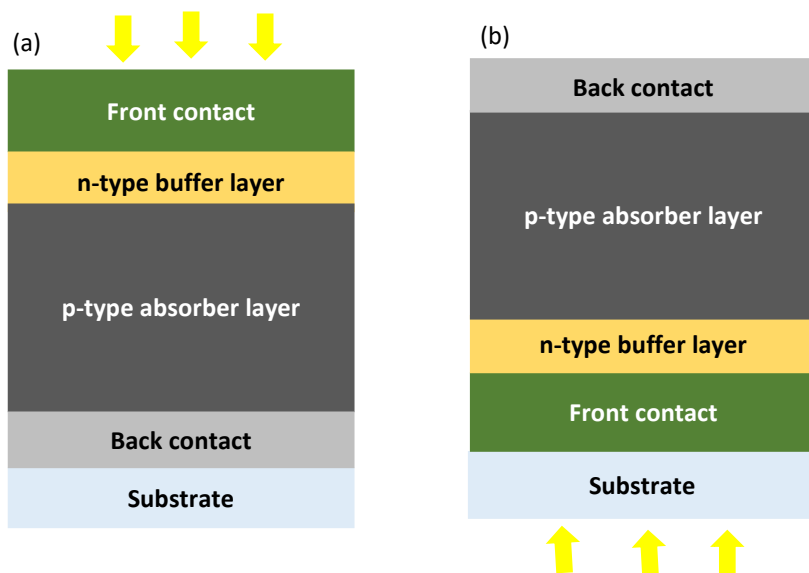 (a)
Front contact
n-type buffer layer
p-type absorber layer
Back contact
Substrate
(b)
Back contact
p-type absorber layer
n-type buffer layer
Front contact
Substrate